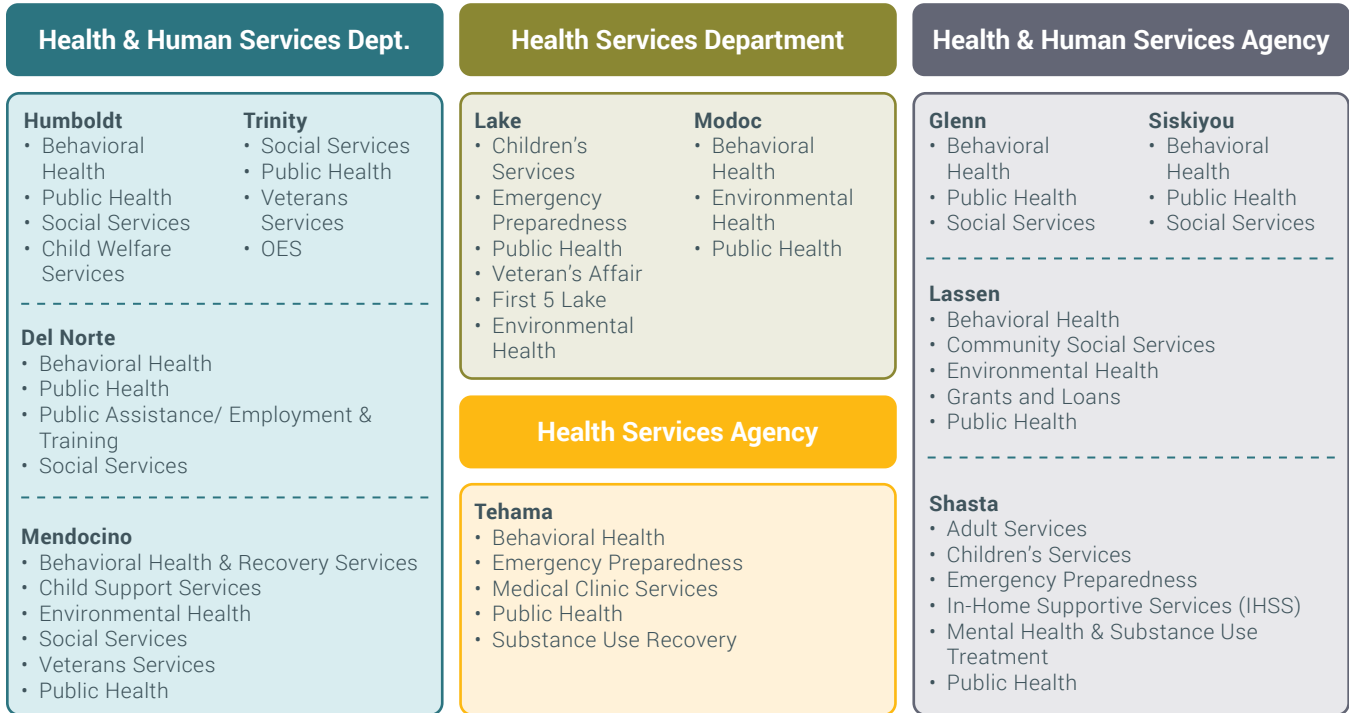 Health & Human Services Dept.
Humboldt
• Behavioral
Health
• Public Health
• Social Services
• Child Welfare
Services
Trinity
• Social Services
• Public Health
• Veterans
Services
• OES
Del Norte
• Behavioral Health
• Public Health
• Public Assistance/ Employment &
Training
• Social Services
Mendocino
• Behavioral Health & Recovery Services
• Child Support Services
• Environmental Health
• Social Services
• Veterans Services
• Public Health
Health Services Department
Lake
• Children's
Services
• Emergency
Preparedness
• Public Health
• Veteran's Affair
• First 5 Lake
• Environmental
Health
Modoc
• Behavioral
Health
• Environmental
Health
• Public Health
Health Services Agency
Tehama
• Behavioral Health
• Emergency Preparedness
• Medical Clinic Services
• Public Health
• Substance Use Recovery
Health & Human Services Agency
Glenn
• Behavioral
Health
• Public Health
• Social Services
Siskiyou
• Behavioral
Health
• Public Health
• Social Services
Lassen
• Behavioral Health
• Community Social Services
• Environmental Health
• Grants and Loans
• Public Health
Shasta
• Adult Services
• Children's Services
• Emergency Preparedness
• In-Home Supportive Services (IHSS)
• Mental Health & Substance Use
Treatment
• Public Health